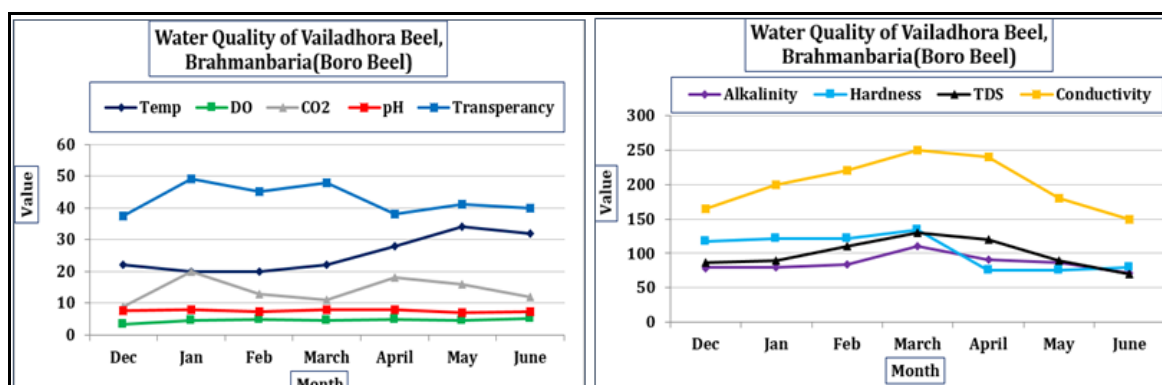 Water Quality of Vailadhora Beel,
Brahmanbaria(Boro Beel)
Temp DO CO2 pH Transperancy
60
50
40
30
20
10
0
Value
Dec Jan Feb March April May June
Month
Water Quality of Vailadhora Beel,
Brahmanbaria(Boro Beel)
Alkalinity Hardness TDS Conductivity
300
250
200
150
100
50
0
Value
Dec Jan Feb March April May June
Month